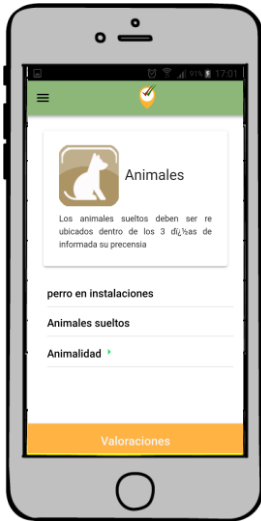 91% 17:01
Animales
Los animales sueltos deben ser re
ubicados dentro de los 3 dï¿½as de
informada su precensia
perro en instalaciones
Animales sueltos
Animalidad *
Valoraciones